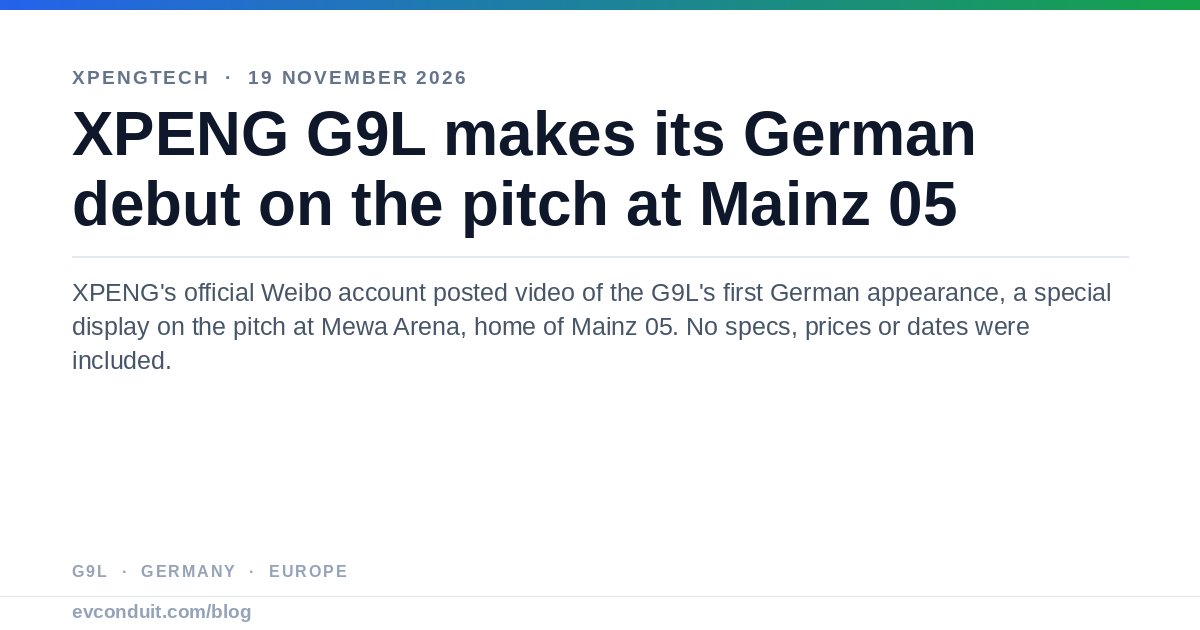 XPENGTECH · 19 NOVEMBER 2026
XPENG G9L makes its German
debut on the pitch at Mainz 05
XPENG's official Weibo account posted video of the G9L's first German appearance, a special
display on the pitch at Mewa Arena, home of Mainz 05. No specs, prices or dates were
included.
G9L · GERMANY · EUROPE
evconduit.com/blog